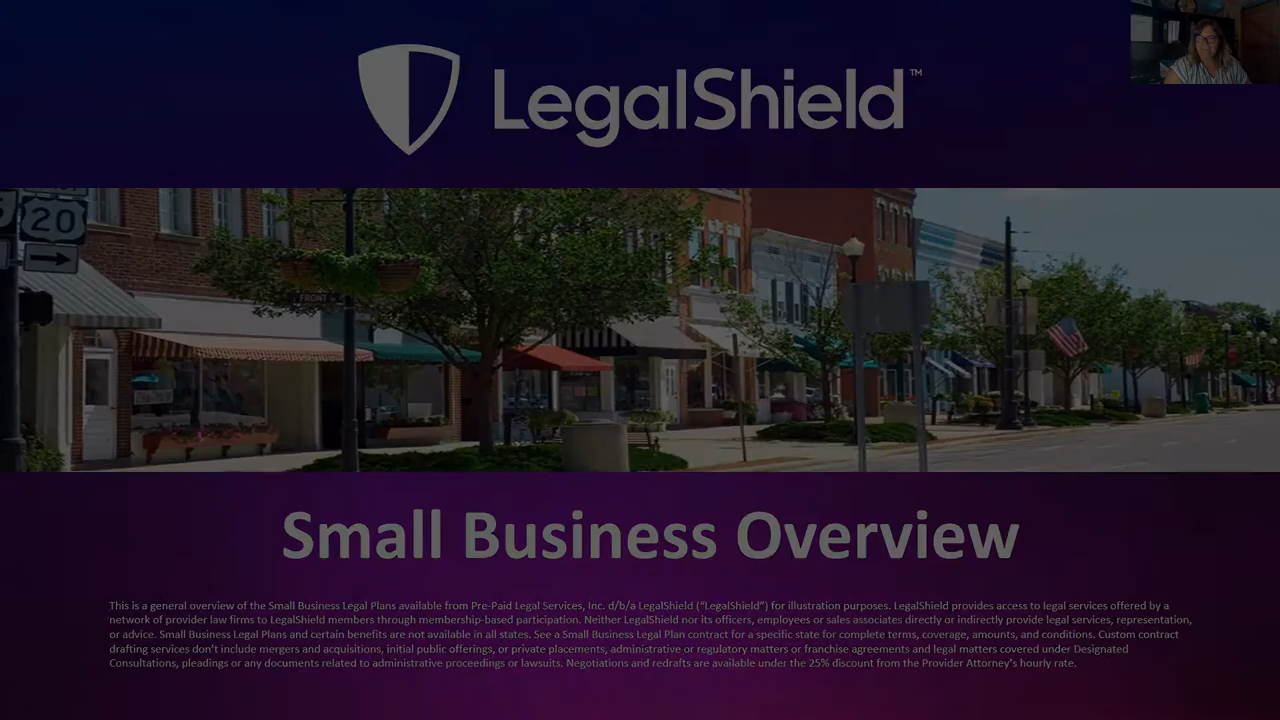 LegalShield™
20
FRONT
Small Business Overview
This is a general overview of the Small Business Legal Plans available from Pre-Paid Legal Services, Inc. d/b/a LegalShield (“LegalShield”) for illustration purposes. LegalShield provides access to legal services offered by a
network of provider law firms to LegalShield members through membership-based participation. Neither LegalShield nor its officers, employees or sales associates directly or indirectly provide legal services, representation,
or advice. Small Business Legal Plans and certain benefits are not available in all states. See a Small Business Legal Plan contract for a specific state for complete terms, coverage, amounts, and conditions. Custom contract
drafting services don’t include mergers and acquisitions, initial public offerings, or private placements, administrative or regulatory matters or franchise agreements and legal matters covered under Designated
Consultations, pleadings or any documents related to administrative proceedings or lawsuits. Negotiations and redrafts are available under the 25% discount from the Provider Attorney’s hourly rate.